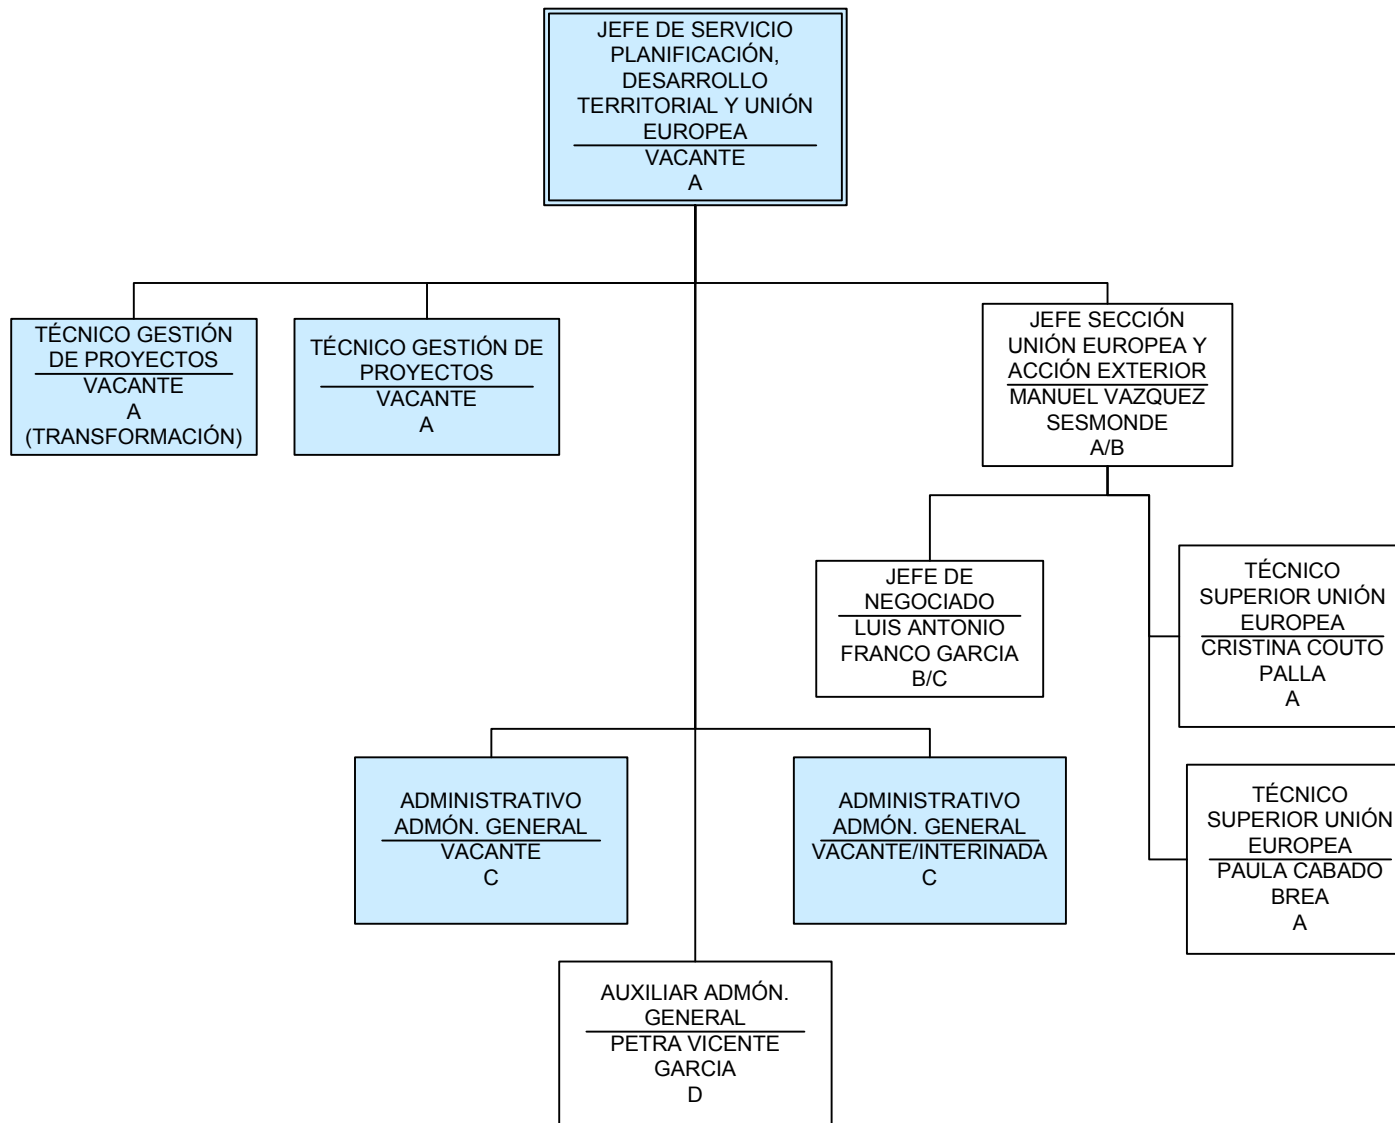 JEFE DE SERVICIO
PLANIFICACIÓN,
DESARROLLO
TERRITORIAL Y UNIÓN
EUROPEA
VACANTE
A
TÉCNICO GESTIÓN
DE PROYECTOS
VACANTE
A
(TRANSFORMACIÓN)
TÉCNICO GESTIÓN DE
PROYECTOS
VACANTE
A
JEFE SECCIÓN
UNIÓN EUROPEA Y
ACCIÓN EXTERIOR
MANUEL VAZQUEZ
SESMONDE
A/B
JEFE DE
NEGOCIADO
LUIS ANTONIO
FRANCO GARCIA
B/C
TÉCNICO
SUPERIOR UNIÓN
EUROPEA
CRISTINA COUTO
PALLA
A
ADMINISTRATIVO
ADMÓN. GENERAL
VACANTE
C
ADMINISTRATIVO
ADMÓN. GENERAL
VACANTE/INTERINADA
C
TÉCNICO
SUPERIOR UNIÓN
EUROPEA
PAULA CABADO
BREA
A
AUXILIAR ADMÓN.
GENERAL
PETRA VICENTE
GARCIA
D